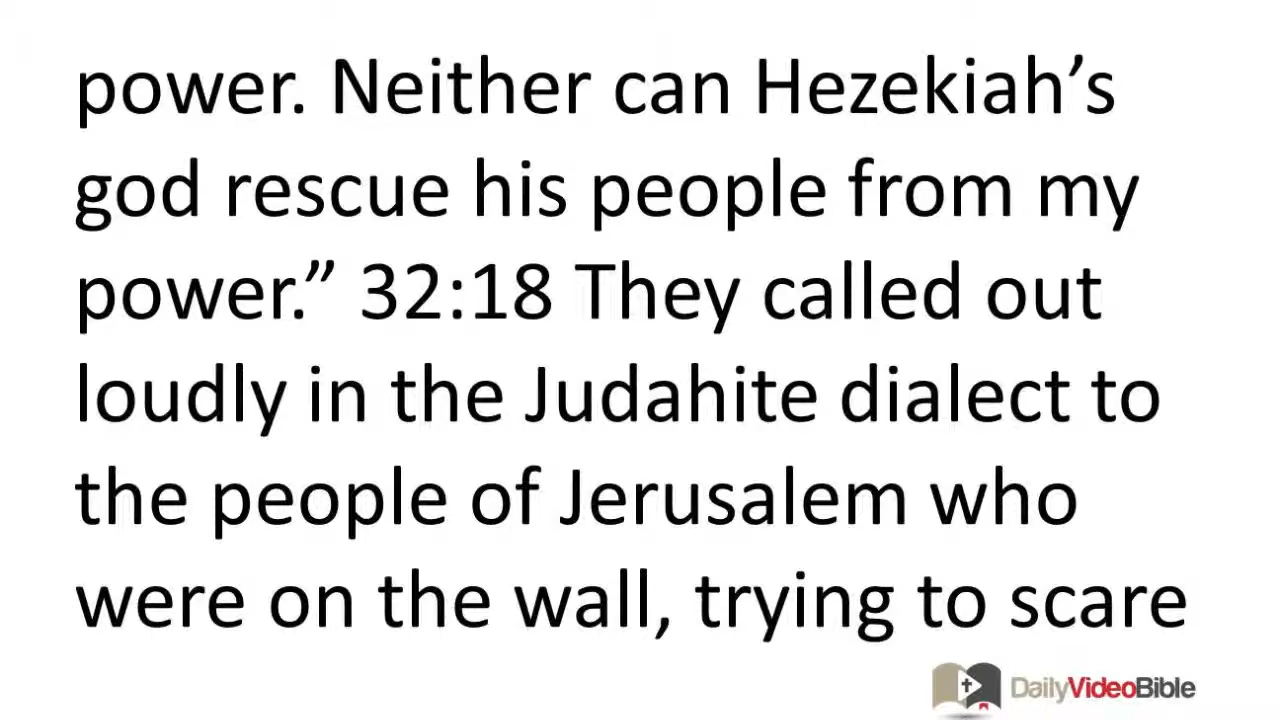 power. Neither can Hezekiah’s
god rescue his people from my
power.” 32:18 They called out
loudly in the Judahite dialect to
the people of Jerusalem who
were on the wall, trying to scare
DailyVideoBible